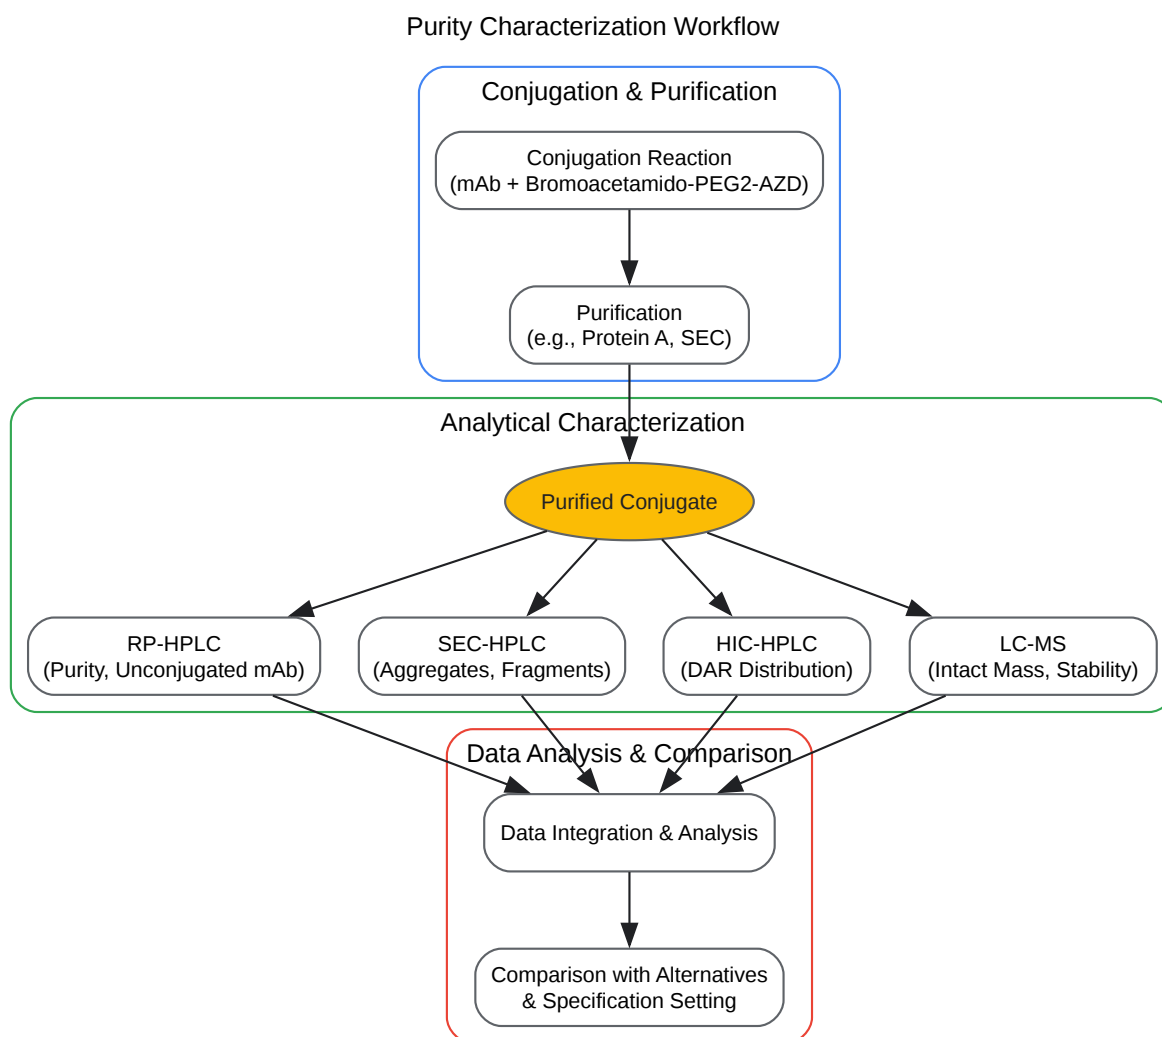 Purity Characterization Workflow
Conjugation & Purification
Conjugation Reaction
(mAb + Bromoacetamido-PEG2-AZD)
Purification
(e.g., Protein A, SEC)
Analytical Characterization
Purified Conjugate
RP-HPLC
(Purity, Unconjugated mAb)
SEC-HPLC
(Aggregates, Fragments)
HIC-HPLC
(DAR Distribution)
LC-MS
(Intact Mass, Stability)
Data Analysis & Comparison
Data Integration & Analysis
Comparison with Alternatives
& Specification Setting